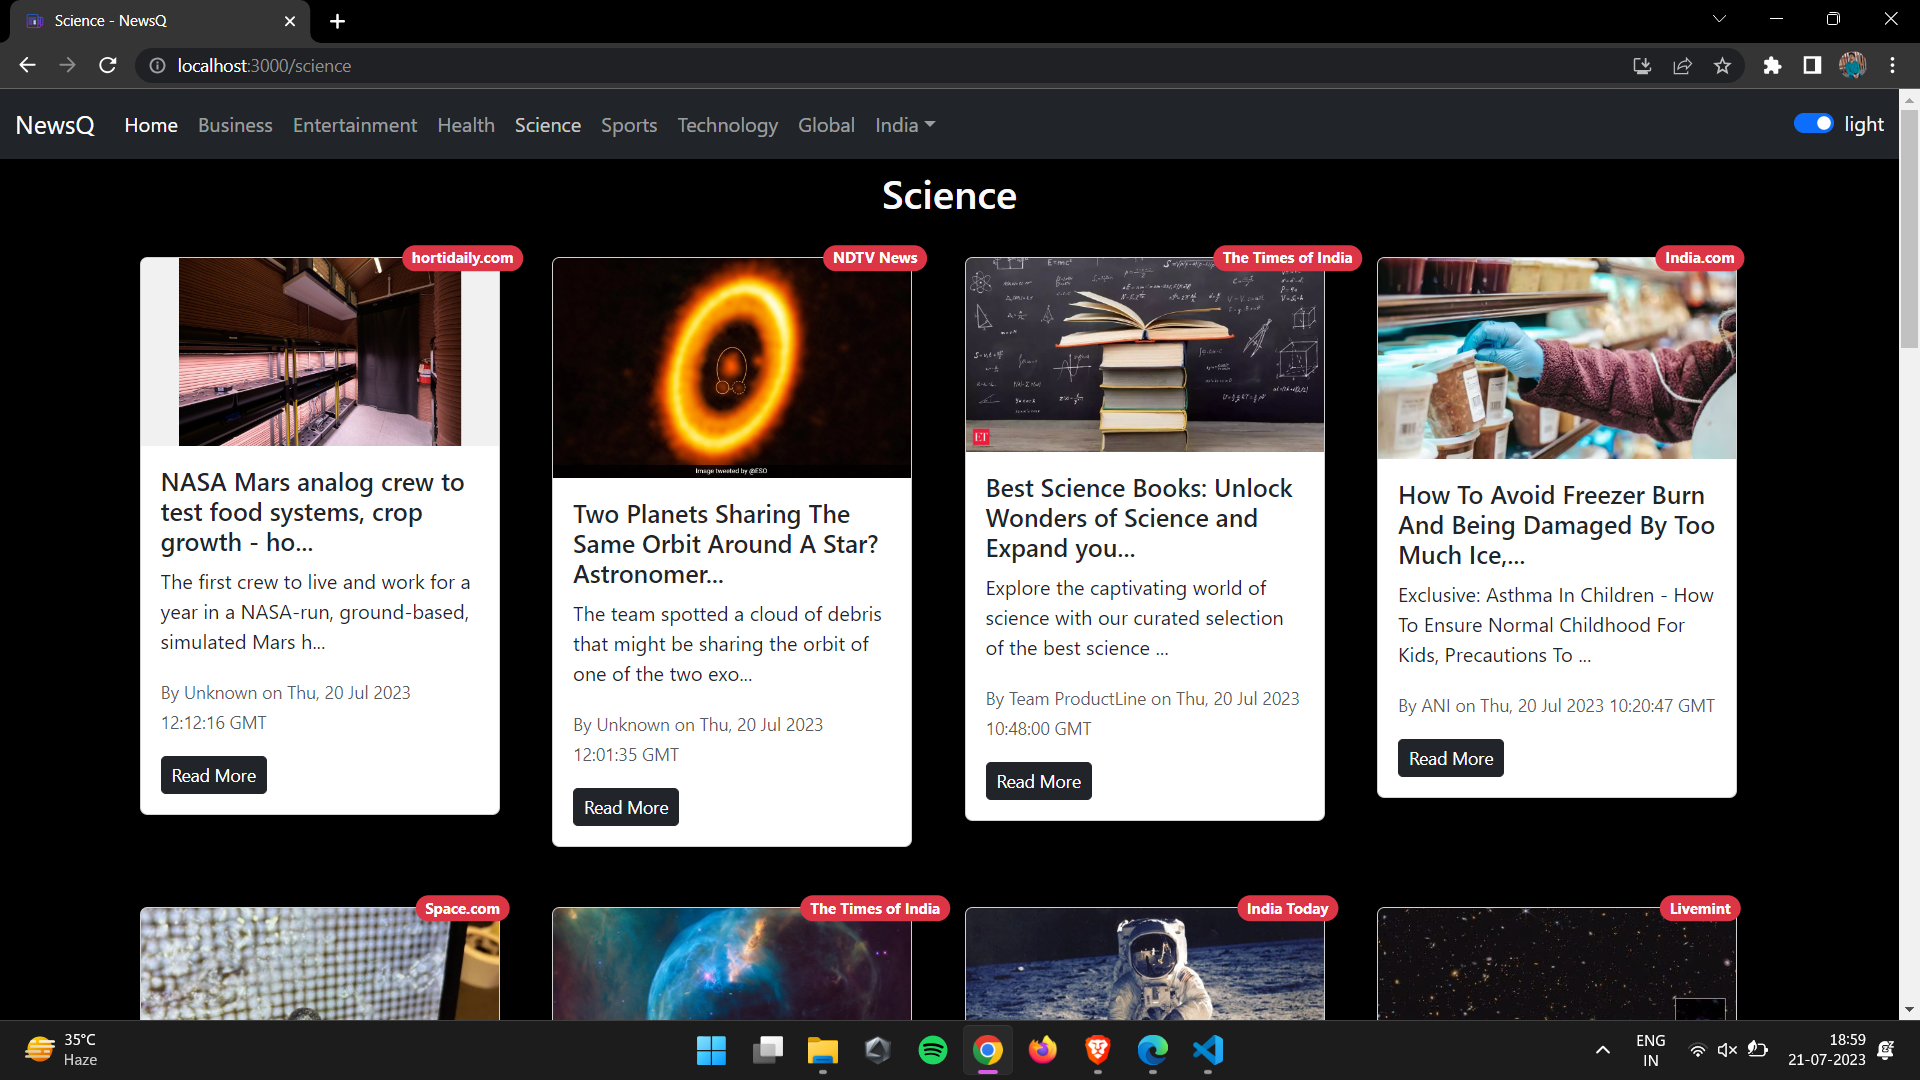 Science - NewsQ
localhost:3000/science
NewsQ Home Business Entertainment Health Science Sports Technology Global India light
Science
hortidaily.com
NASA Mars analog crew to
test food systems, crop
growth - ho...
The first crew to live and work for a
year in a NASA-run, ground-based,
simulated Mars h...
By Unknown on Thu, 20 Jul 2023
12:12:16 GMT
Read More
NDTV News
Image tweeted by @ESO
Two Planets Sharing The
Same Orbit Around A Star?
Astronomer...
The team spotted a cloud of debris
that might be sharing the orbit of
one of the two exo...
By Unknown on Thu, 20 Jul 2023
12:01:35 GMT
Read More
The Times of India
E=mc²
ET
Best Science Books: Unlock
Wonders of Science and
Expand you...
Explore the captivating world of
science with our curated selection
of the best science ...
By Team ProductLine on Thu, 20 Jul 2023
10:48:00 GMT
Read More
India.com
How To Avoid Freezer Burn
And Being Damaged By Too
Much Ice,...
Exclusive: Asthma In Children - How
To Ensure Normal Childhood For
Kids, Precautions To ...
By ANI on Thu, 20 Jul 2023 10:20:47 GMT
Read More
Space.com
The Times of India
India Today
Livemint
35°C
Haze
ENG
IN
18:59
21-07-2023